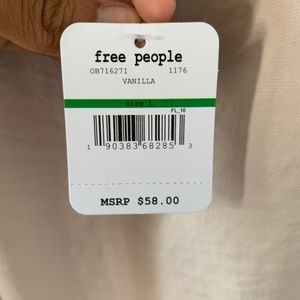 free people
OB716271 1176
VANILLA
size L
FL_10
1 90383 68285 3
MSRP $58.00